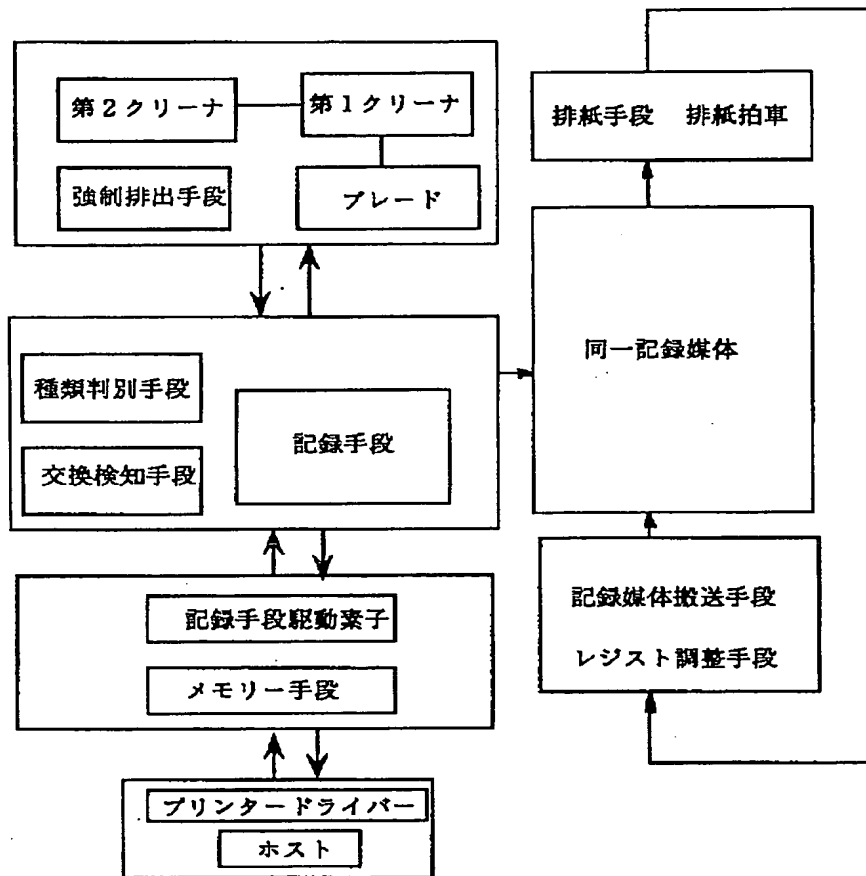 第2クリーナ
第1クリーナ
強制排出手段
ブレード
種類判別手段
交換検知手段
記録手段
記録手段駆動素子
メモリー手段
プリンタードライバー
ホスト
排紙手段 排紙拍車
同一記録媒体
記録媒体搬送手段
レジスト調整手段